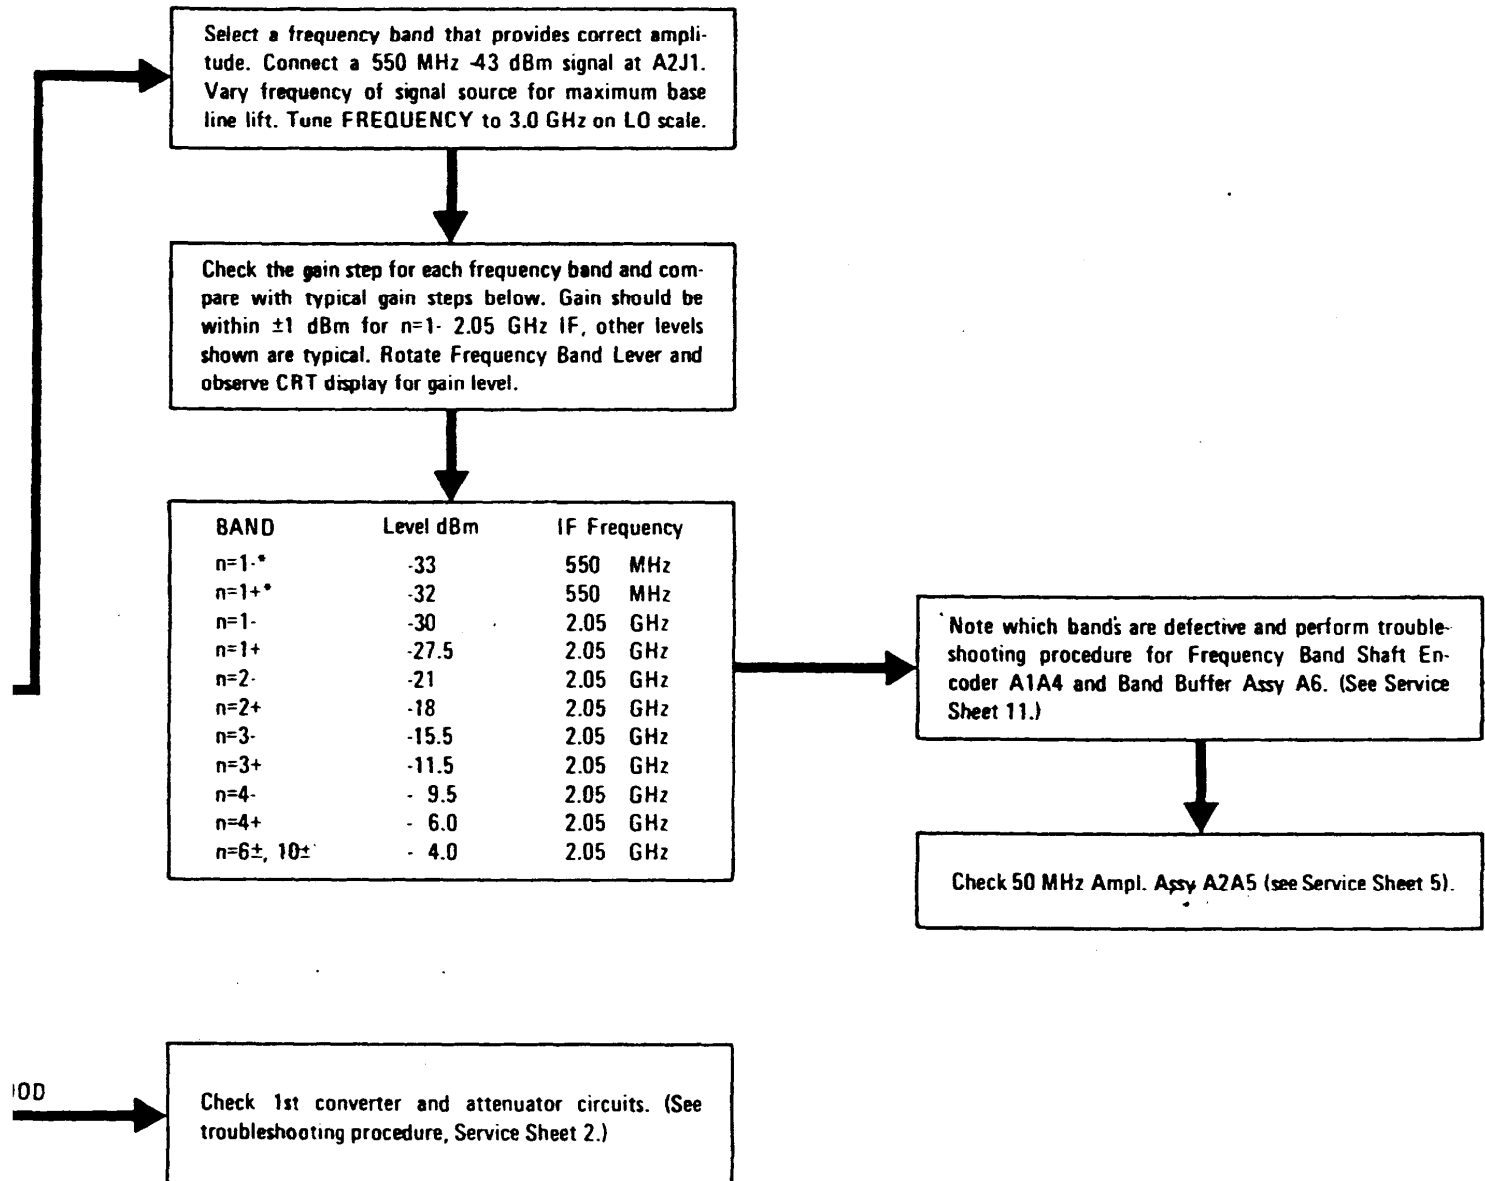 Select a frequency band that provides correct ampli-
tude. Connect a 550 MHz -43 dBm signal at A2J1.
Vary frequency of signal source for maximum base
line lift. Tune FREQUENCY to 3.0 GHz on LO scale.
Check the gain step for each frequency band and com-
pare with typical gain steps below. Gain should be
within ±1 dBm for n=1- 2.05 GHz IF, other levels
shown are typical. Rotate Frequency Band Lever and
observe CRT display for gain level.
BAND Level dBm IF Frequency
n=1-* -33 550 MHz
n=1+* -32 550 MHz
n=1- -30 2.05 GHz
n=1+ -27.5 2.05 GHz
n=2- -21 2.05 GHz
n=2+ -18 2.05 GHz
n=3- -15.5 2.05 GHz
n=3+ -11.5 2.05 GHz
n=4- - 9.5 2.05 GHz
n=4+ - 6.0 2.05 GHz
n=6±, 10± - 4.0 2.05 GHz
Note which bands are defective and perform trouble-
shooting procedure for Frequency Band Shaft En-
coder A1A4 and Band Buffer Assy A6. (See Service
Sheet 11.)
Check 50 MHz Ampl. Assy A2A5 (see Service Sheet 5).
Check 1st converter and attenuator circuits. (See
troubleshooting procedure, Service Sheet 2.)